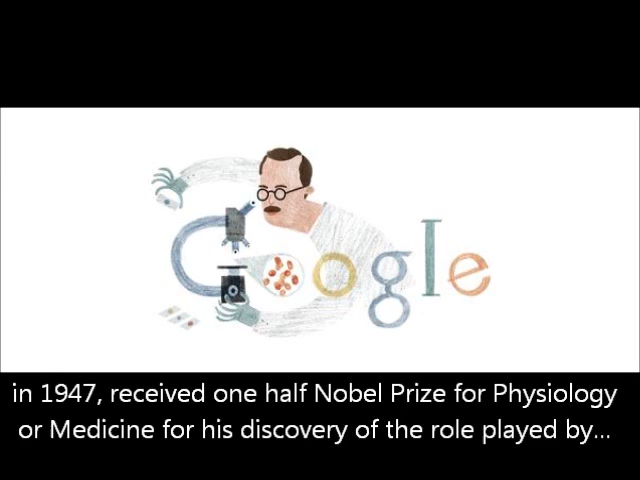 Google
in 1947, received one half Nobel Prize for Physiology
or Medicine for his discovery of the role played by...